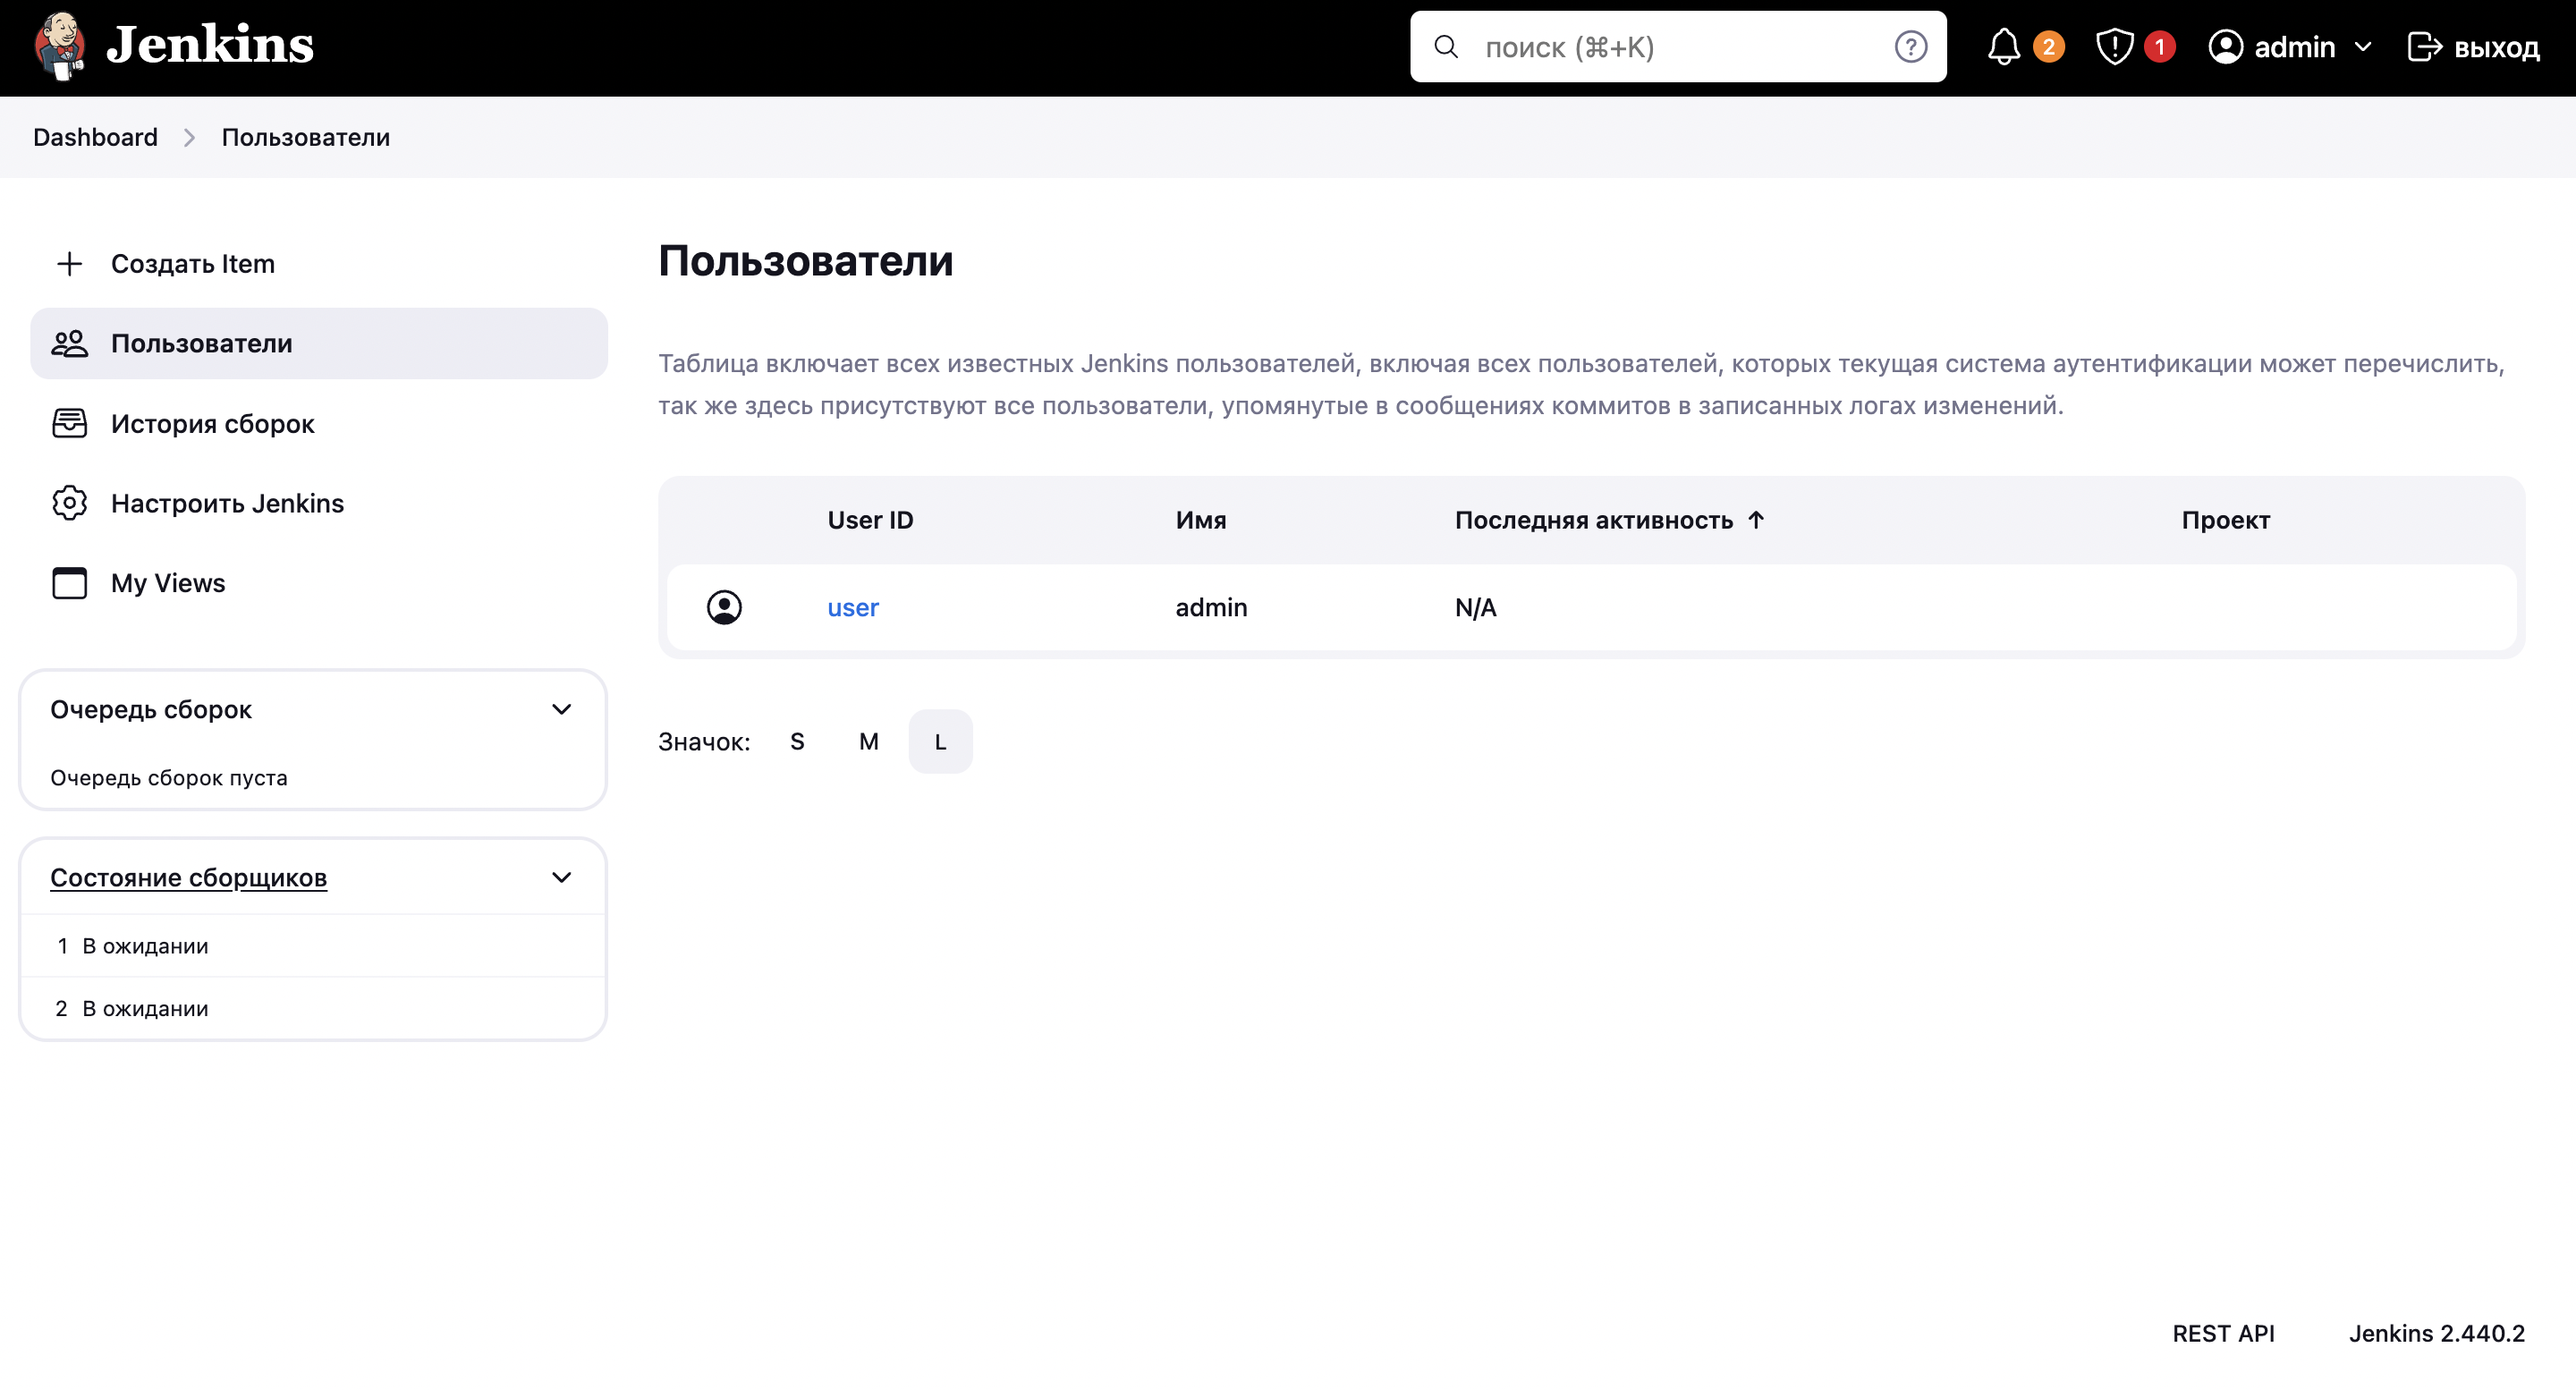 Jenkins
поиск (⌘+K)
2
1
admin
выход
Dashboard
Пользователи
Создать Item
Пользователи
История сборок
Настроить Jenkins
My Views
Очередь сборок
Очередь сборок пуста
Состояние сборщиков
1 В ожидании
2 В ожидании
Пользователи
Таблица включает всех известных Jenkins пользователей, включая всех пользователей, которых текущая система аутентификации может перечислить,
так же здесь присутствуют все пользователи, упомянутые в сообщениях коммитов в записанных логах изменений.
User ID Имя Последняя активность ↑ Проект
user admin N/A
Значок: S M L
REST API Jenkins 2.440.2